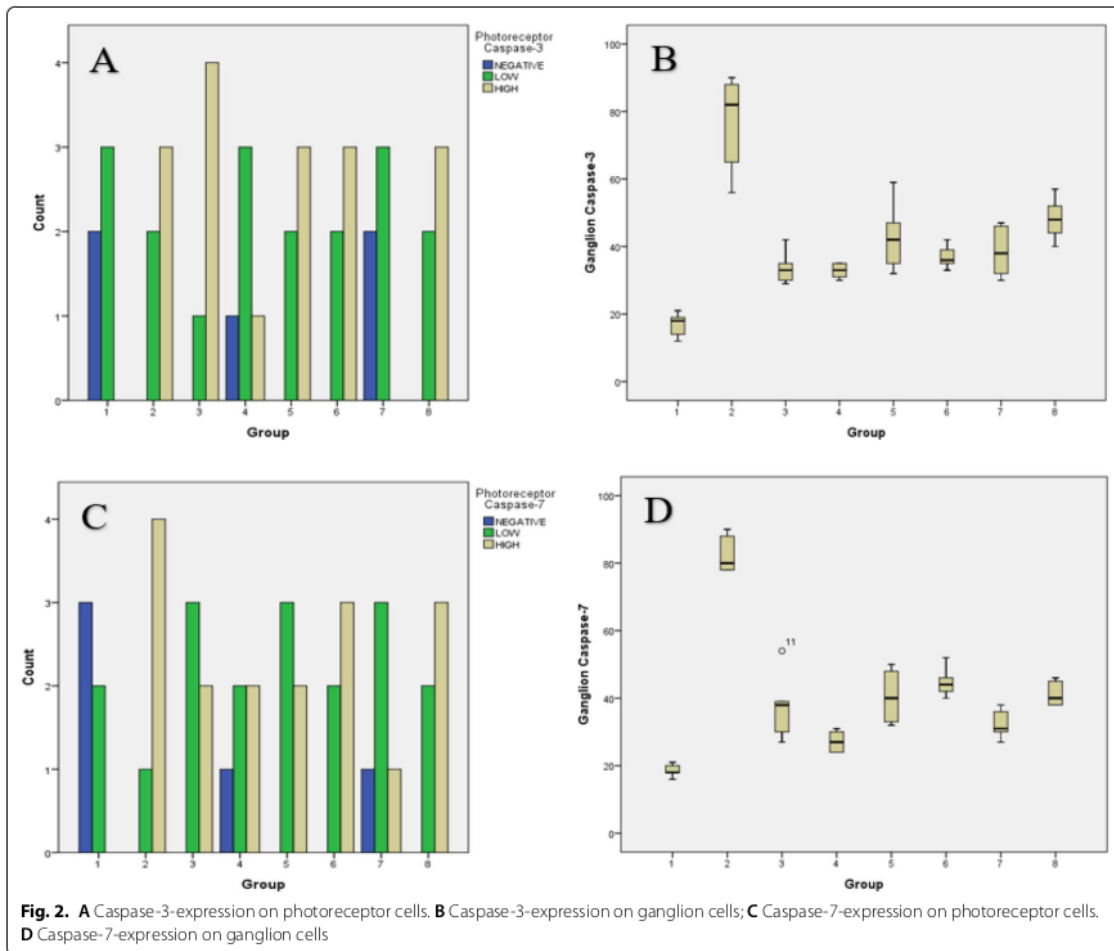 A
Photoreceptor
Caspase-3
NEGATIVE
LOW
HIGH
Count
4
3
2
1
0
1 2 3 4 5 6 7 8
Group
B
Ganglion Caspase-3
100
80
60
40
20
0
1 2 3 4 5 6 7 8
Group
C
Photoreceptor
Caspase-7
NEGATIVE
LOW
HIGH
Count
4
3
2
1
0
1 2 3 4 5 6 7 8
Group
D
Ganglion Caspase-7
100
80
60
40
20
0
11
1 2 3 4 5 6 7 8
Group
Fig. 2. A Caspase-3-expression on photoreceptor cells. B Caspase-3-expression on ganglion cells; C Caspase-7-expression on photoreceptor cells.
D Caspase-7-expression on ganglion cells